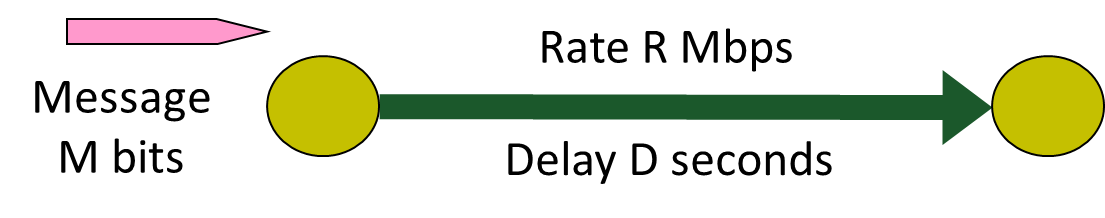 Rate R Mbps
Message
M bits
Delay D seconds